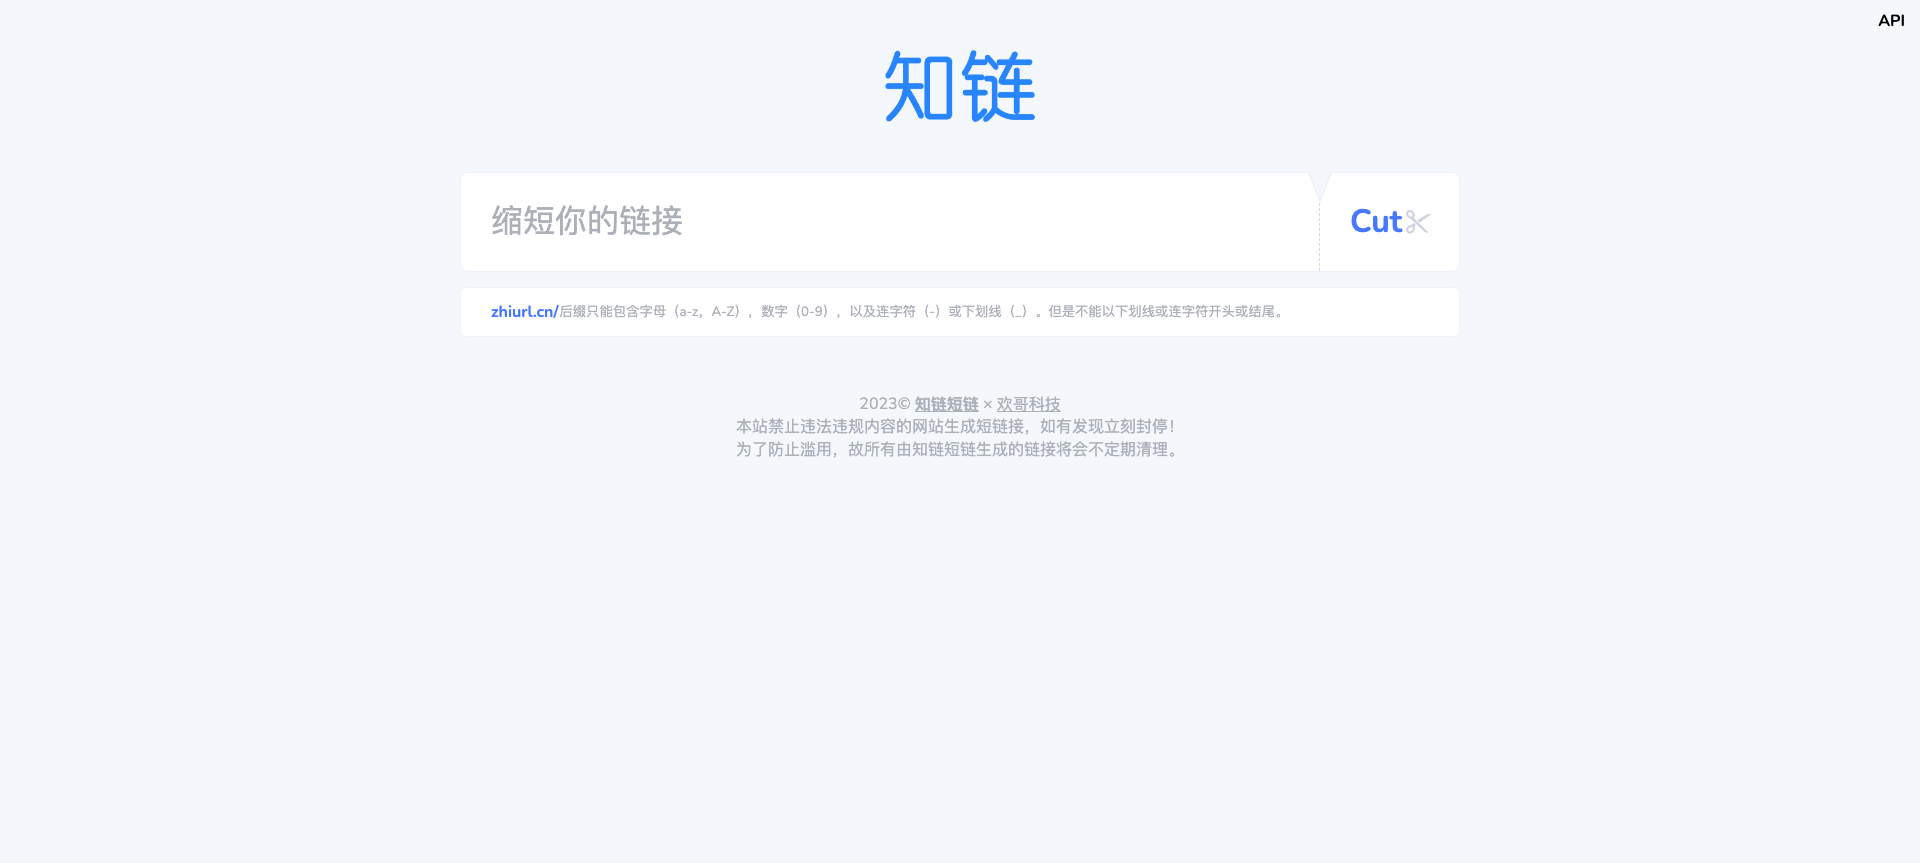 API
知链
缩短你的链接
Cut
zhiurl.cn/后缀只能包含字母（a-z，A-Z），数字（0-9），以及连字符（-）或下划线（_）。但是不能以下划线或连字符开头或结尾。
2023© 知链短链 × 欢哥科技
本站禁止违法违规内容的网站生成短链接，如有发现立刻封停！
为了防止滥用，故所有由知链短链生成的链接将会不定期清理。